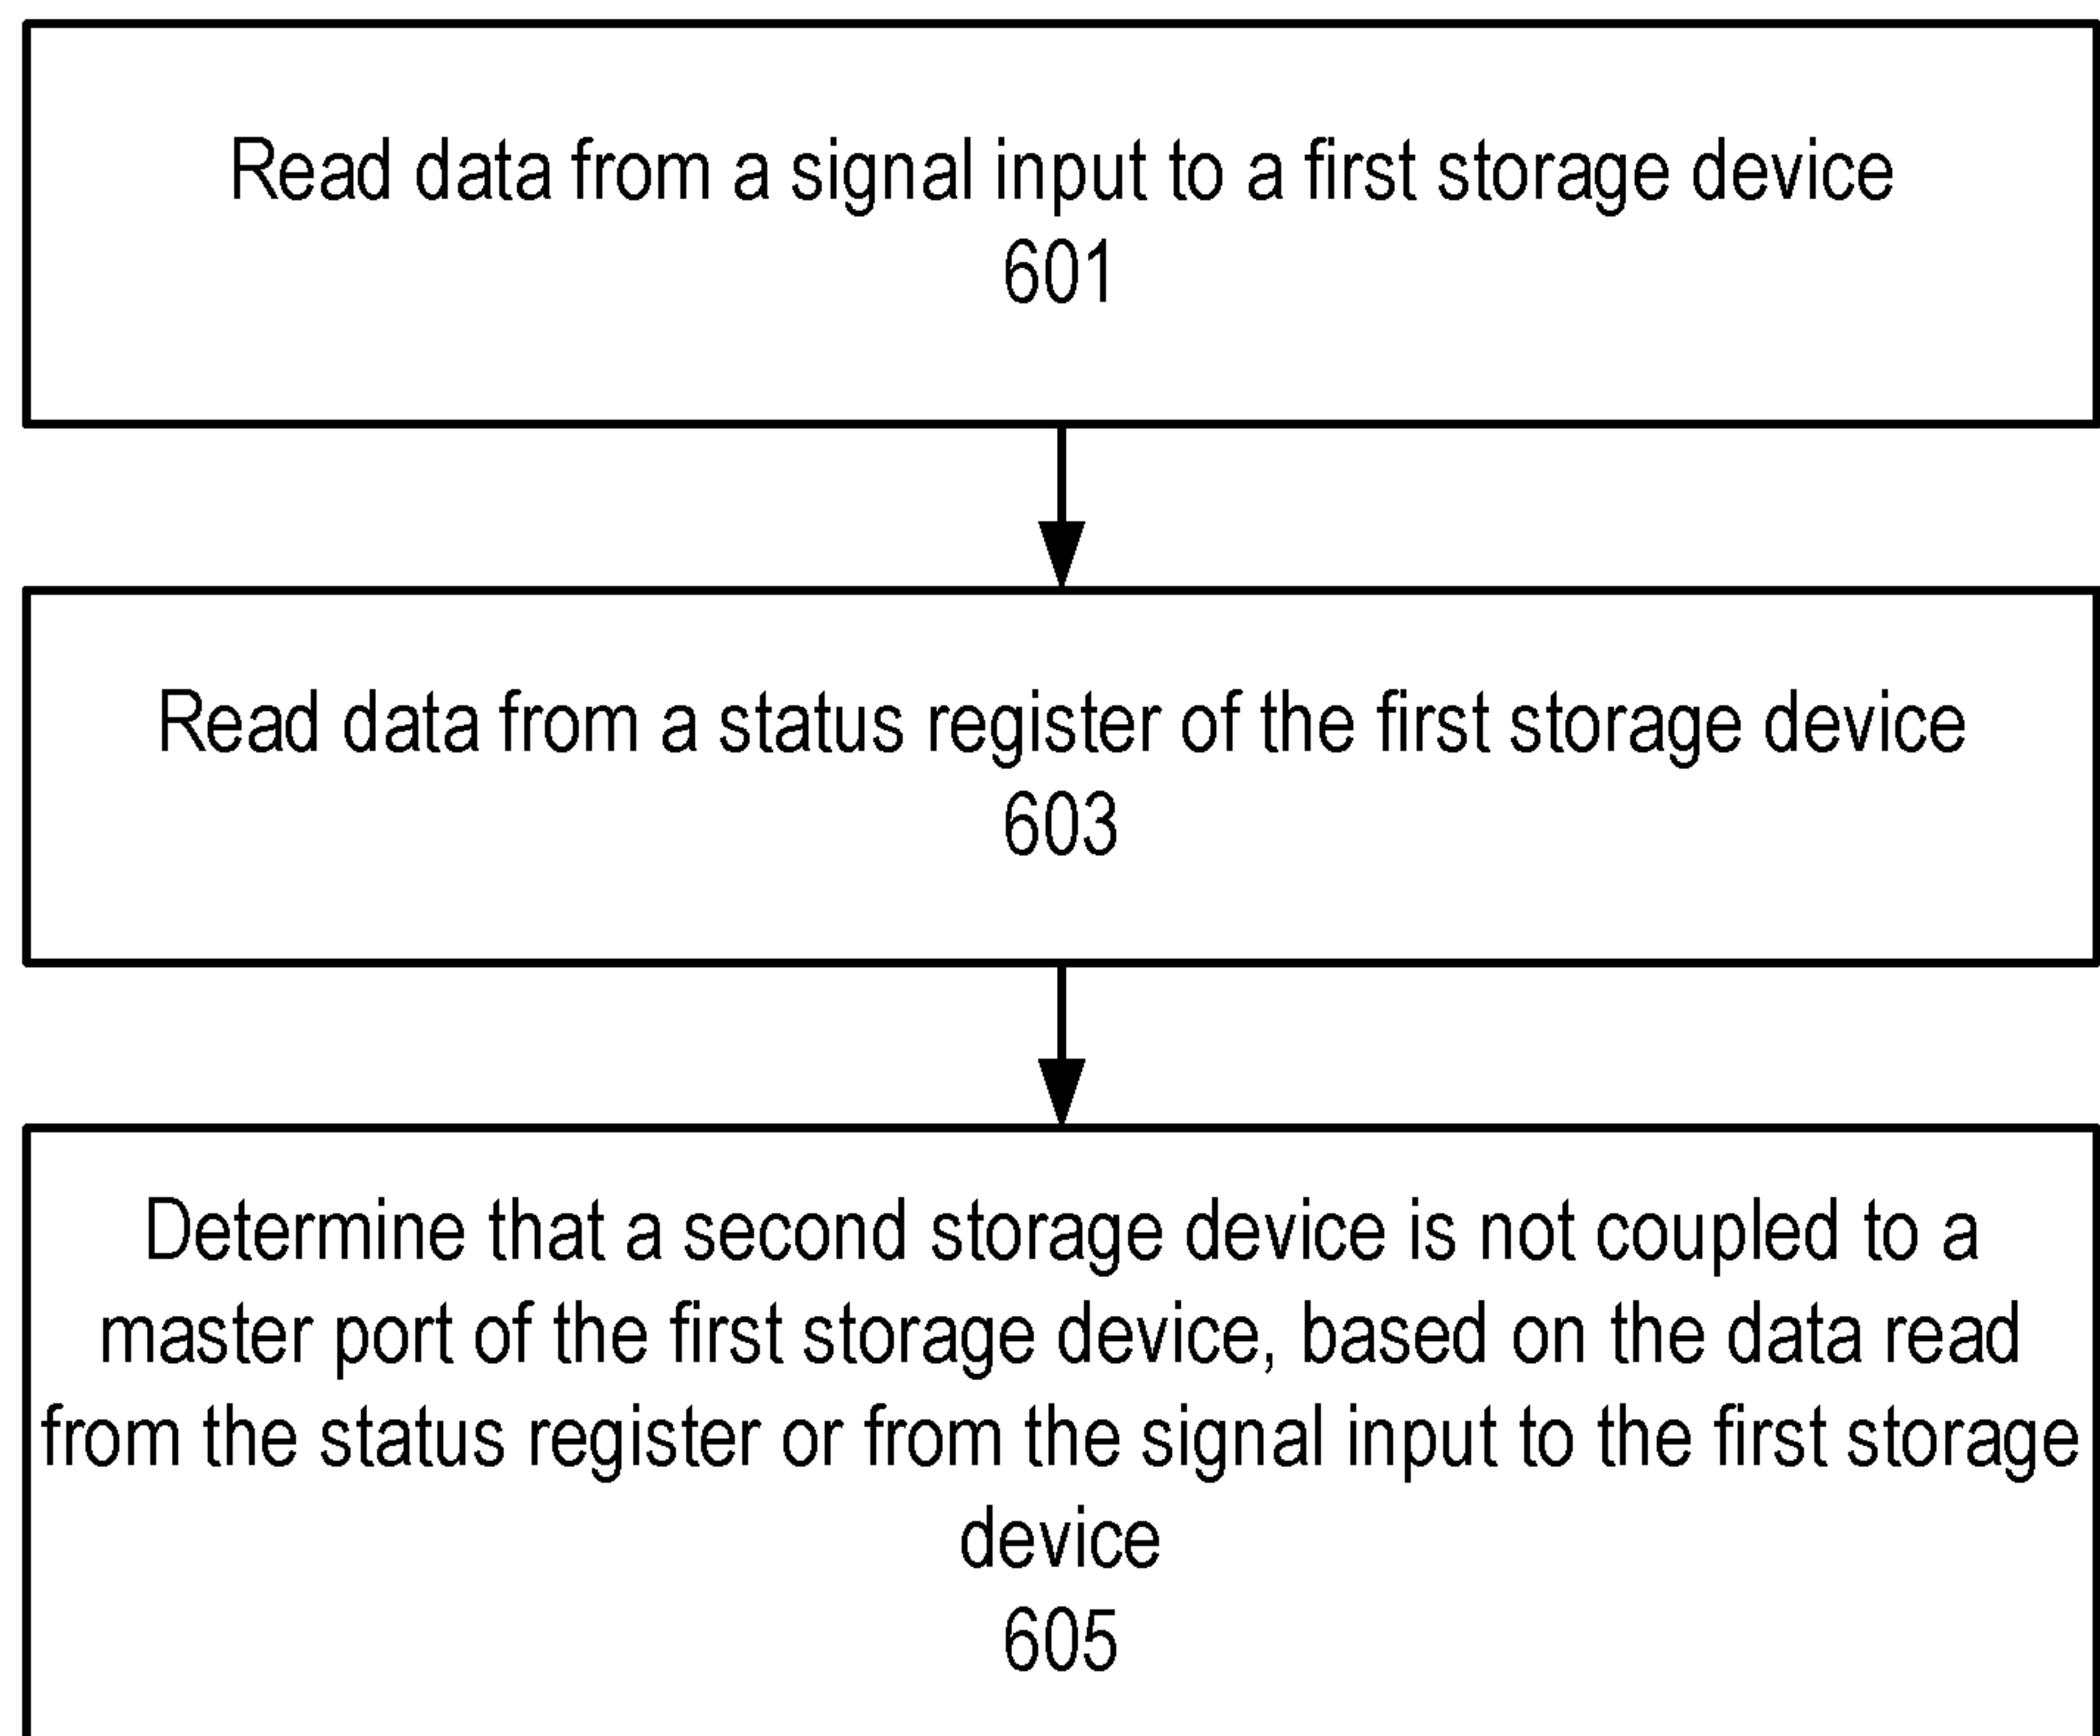 Read data from a signal input to a first storage device
601
Read data from a status register of the first storage device
603
Determine that a second storage device is not coupled to a
master port of the first storage device, based on the data read
from the status register or from the signal input to the first storage
device
605